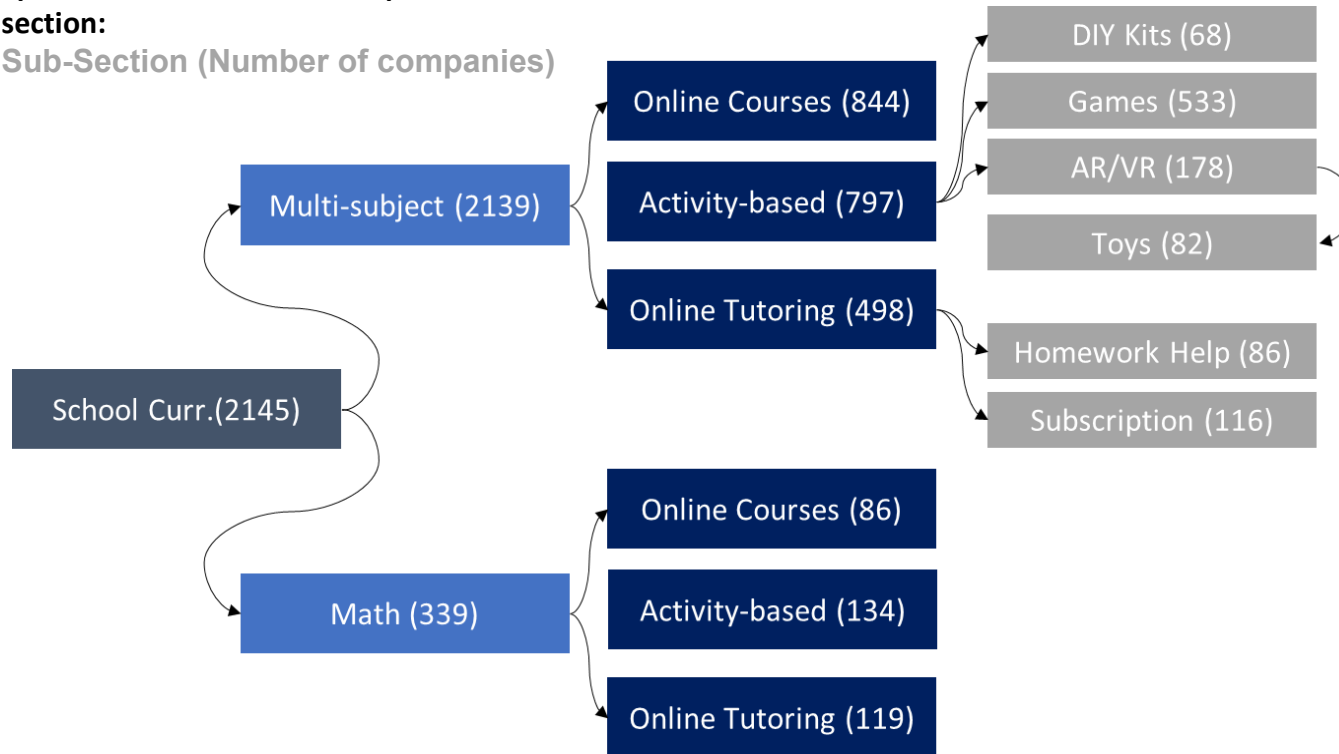 section:
Sub-Section (Number of companies)
DIY Kits (68)
Online Courses (844)
Games (533)
AR/VR (178)
Multi-subject (2139)
Activity-based (797)
Toys (82)
Online Tutoring (498)
Homework Help (86)
School Curr.(2145)
Subscription (116)
Online Courses (86)
Math (339)
Activity-based (134)
Online Tutoring (119)